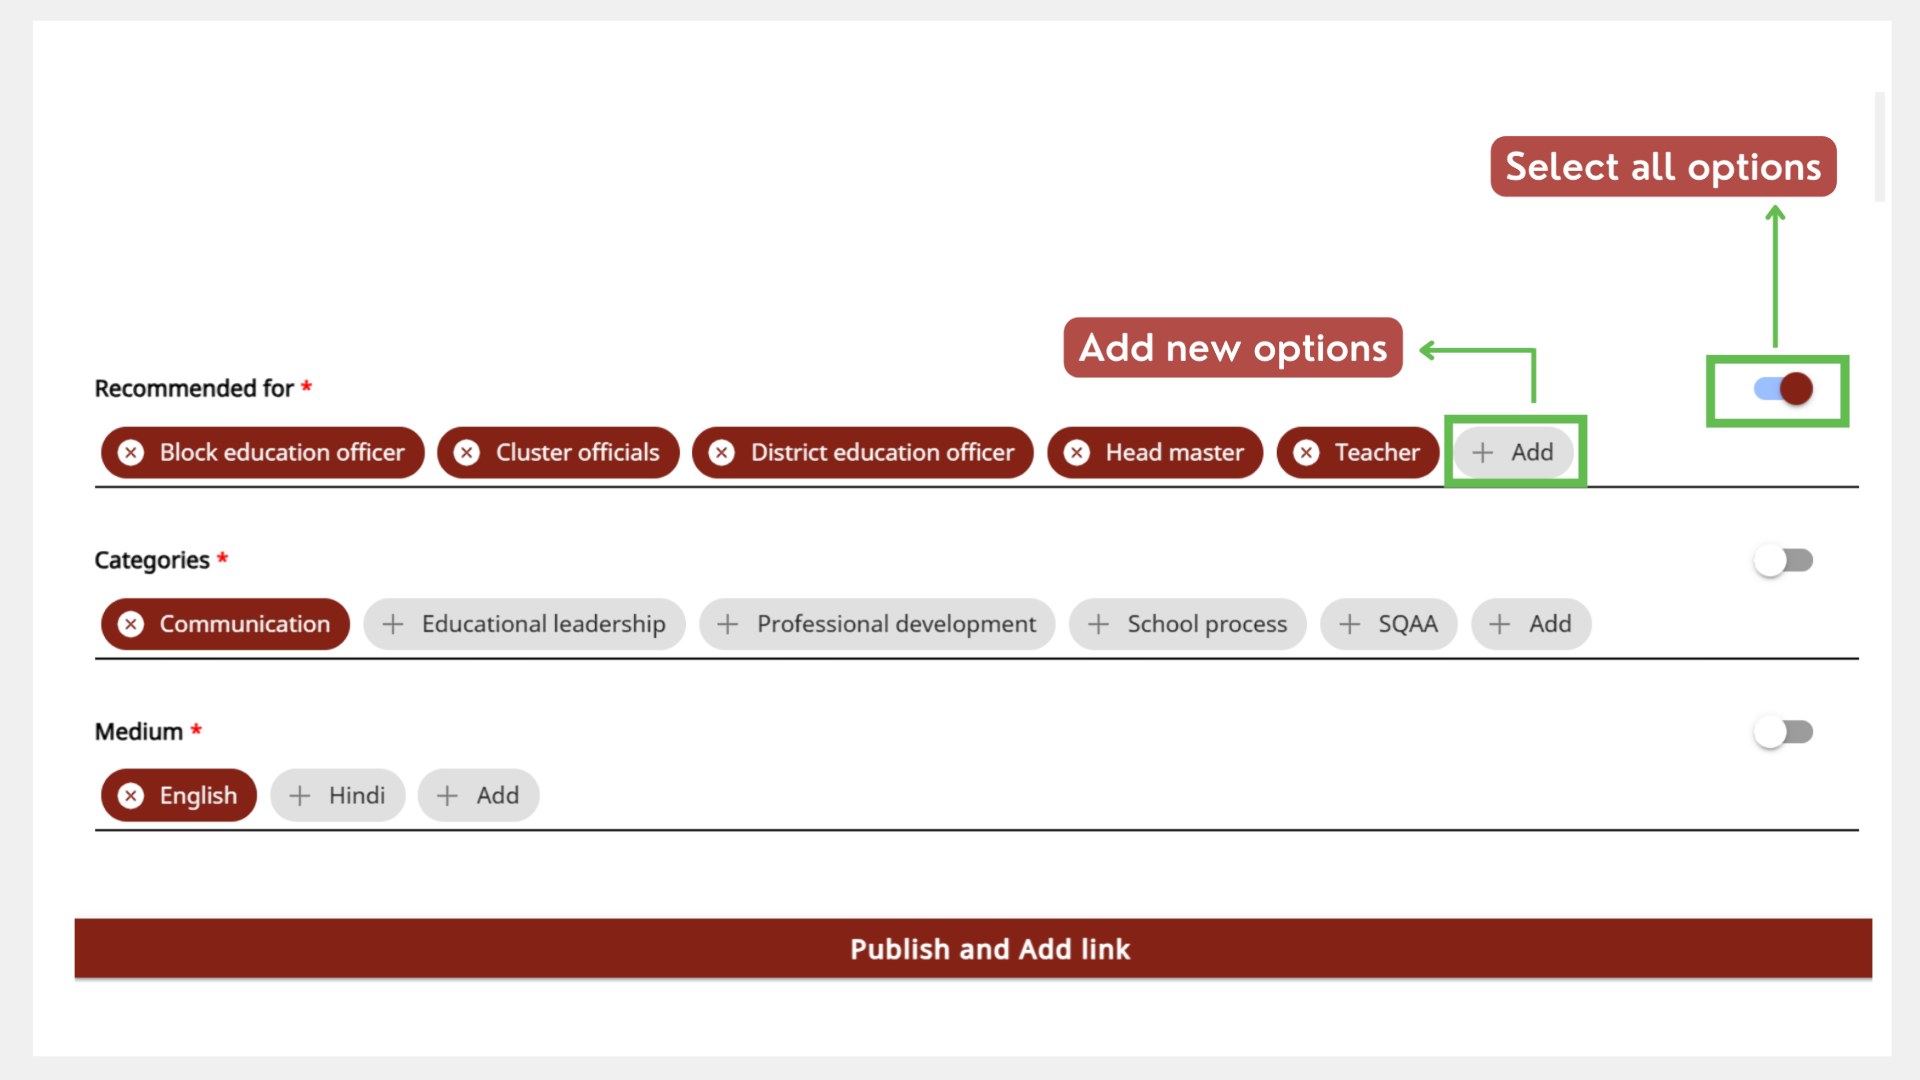 Select all options
Add new options
Recommended for *
Block education officer Cluster officials District education officer Head master Teacher + Add
Categories *
Communication + Educational leadership + Professional development + School process + SQAA + Add
Medium *
English + Hindi + Add
Publish and Add link